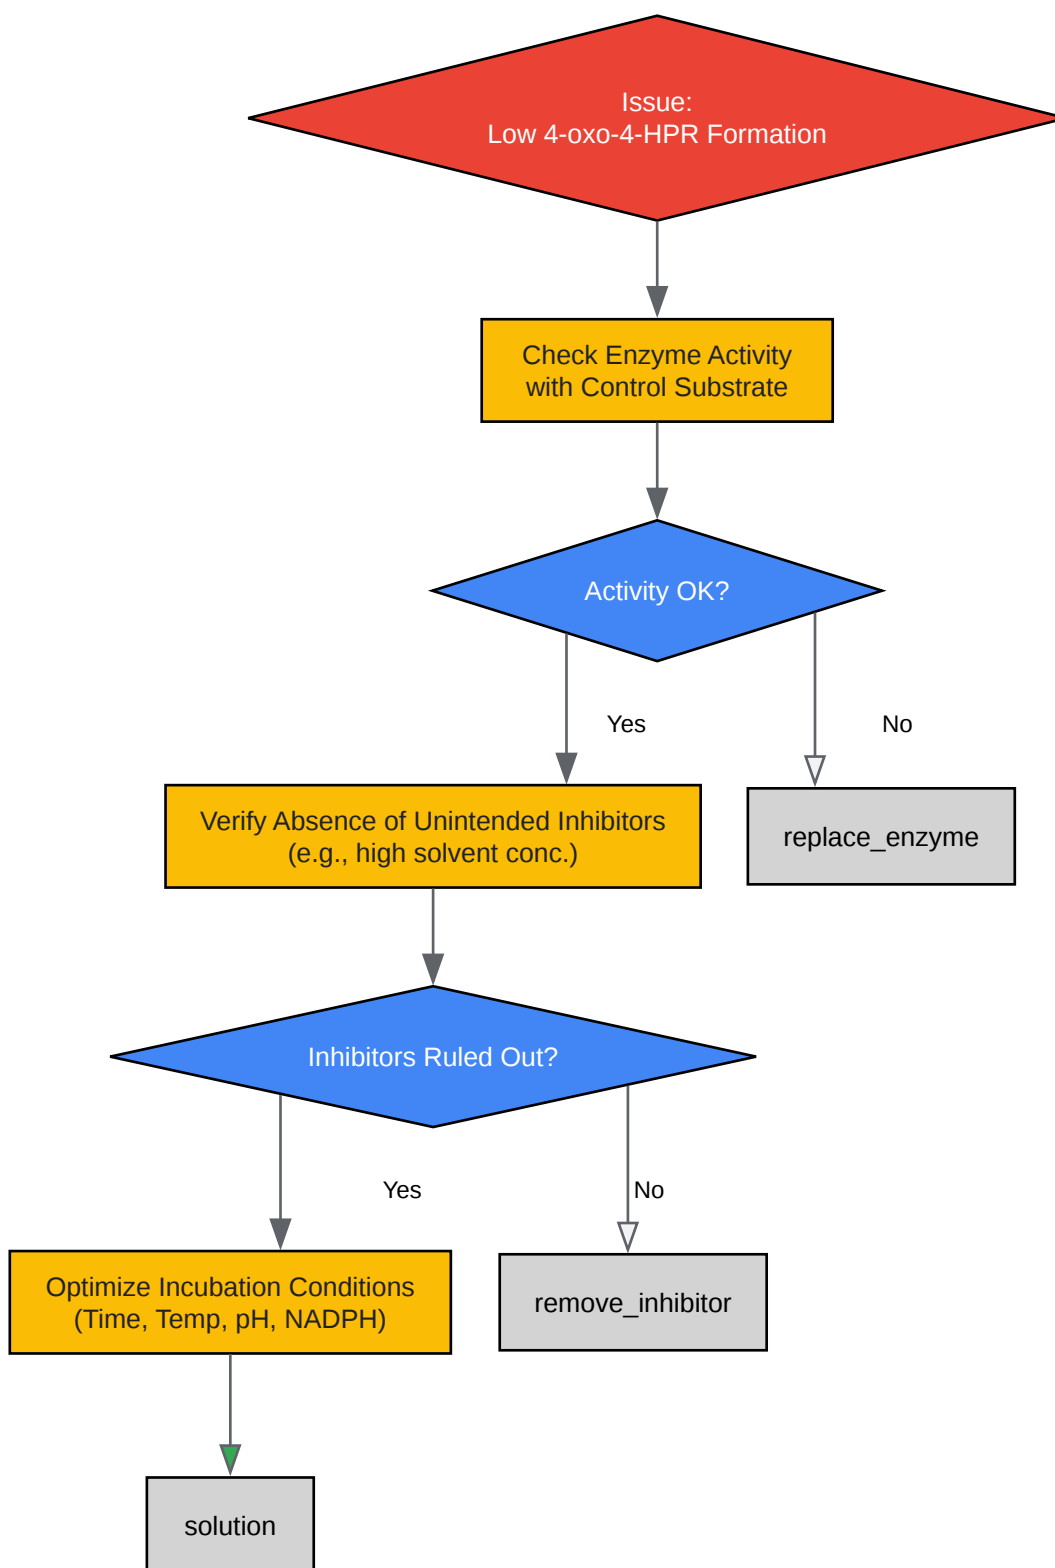 Issue:
Low 4-oxo-4-HPR Formation
Check Enzyme Activity
with Control Substrate
Activity OK?
Yes
No
Verify Absence of Unintended Inhibitors
(e.g., high solvent conc.)
replace_enzyme
Inhibitors Ruled Out?
Yes
No
Optimize Incubation Conditions
(Time, Temp, pH, NADPH)
remove_inhibitor
solution